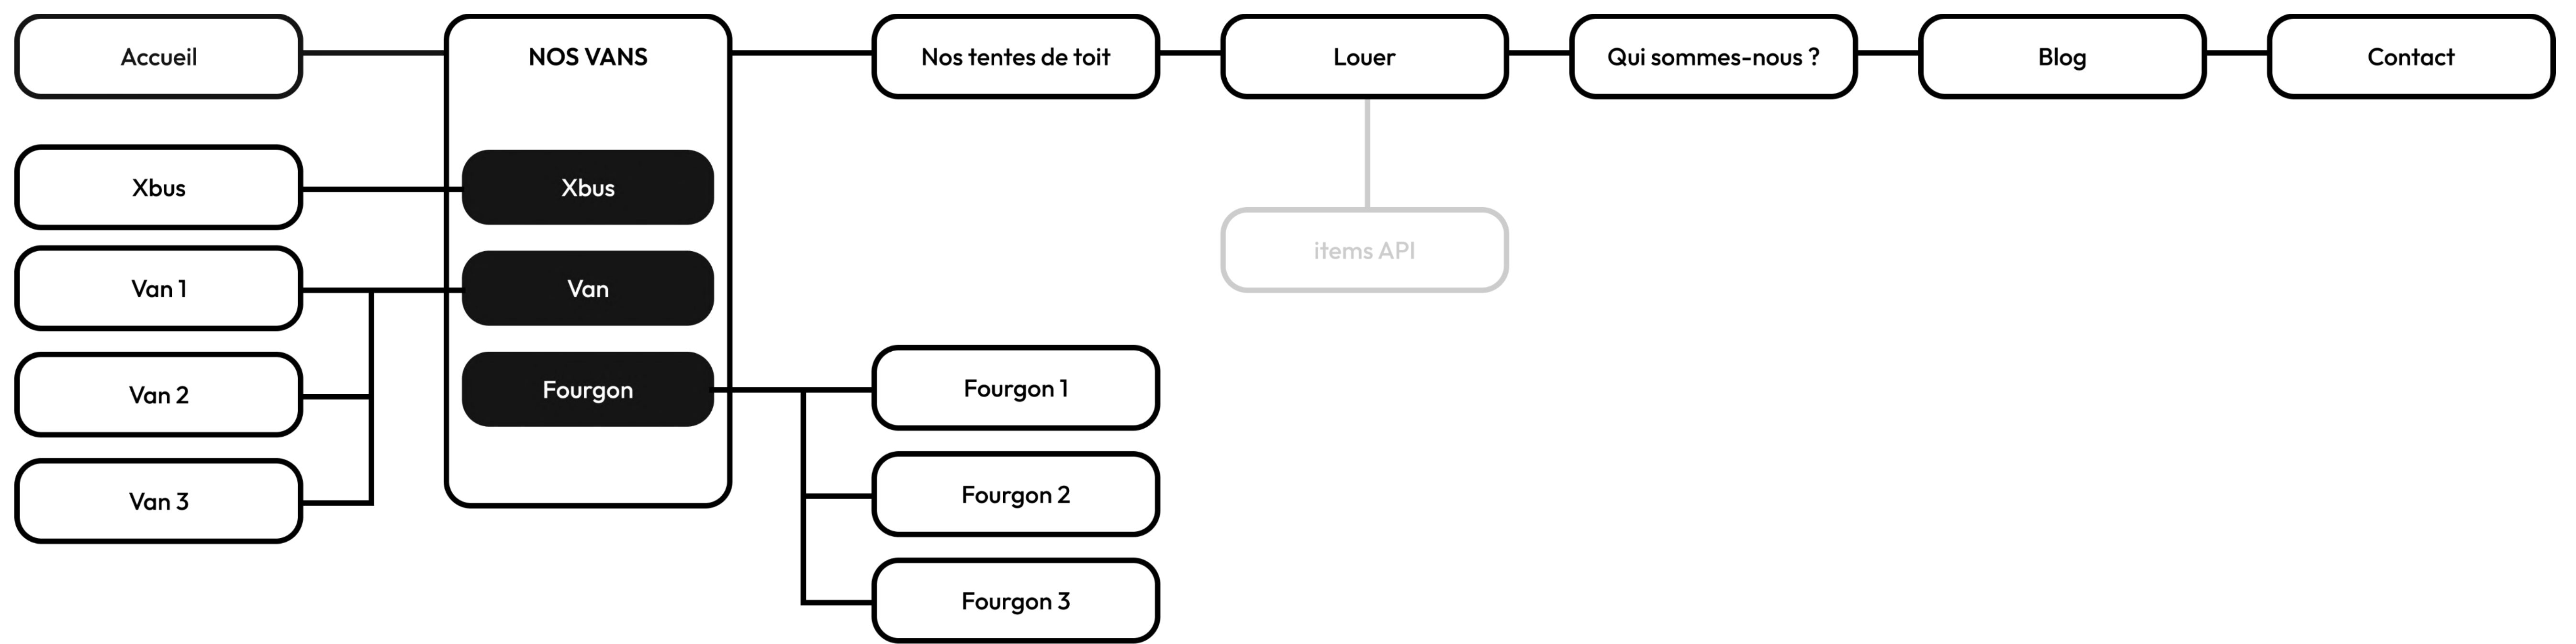 Accueil
NOS VANS
Nos tentes de toit
Louer
Qui sommes-nous ?
Blog
Contact
Xbus
Xbus
items API
Van 1
Van
Van 2
Fourgon
Fourgon 1
Van 3
Fourgon 2
Fourgon 3